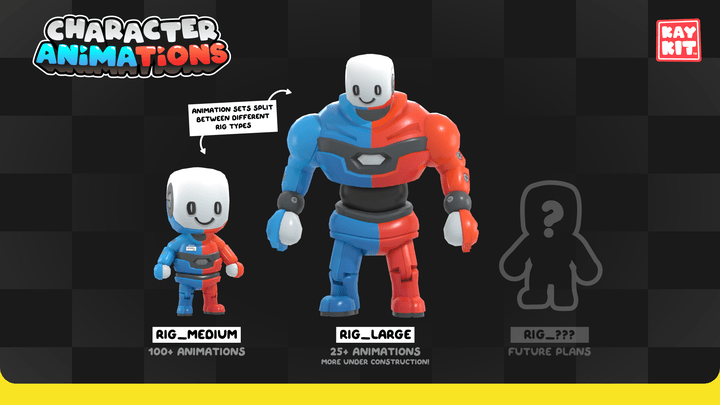 CHARACTER
ANIMATIONS
KAY
KIT
ANIMATION SETS SPLIT
BETWEEN DIFFERENT
RIG TYPES
?
RIG_MEDIUM
100+ ANIMATIONS
RIG_LARGE
25+ ANIMATIONS
MORE UNDER CONSTRUCTION!
RIG_???
FUTURE PLANS